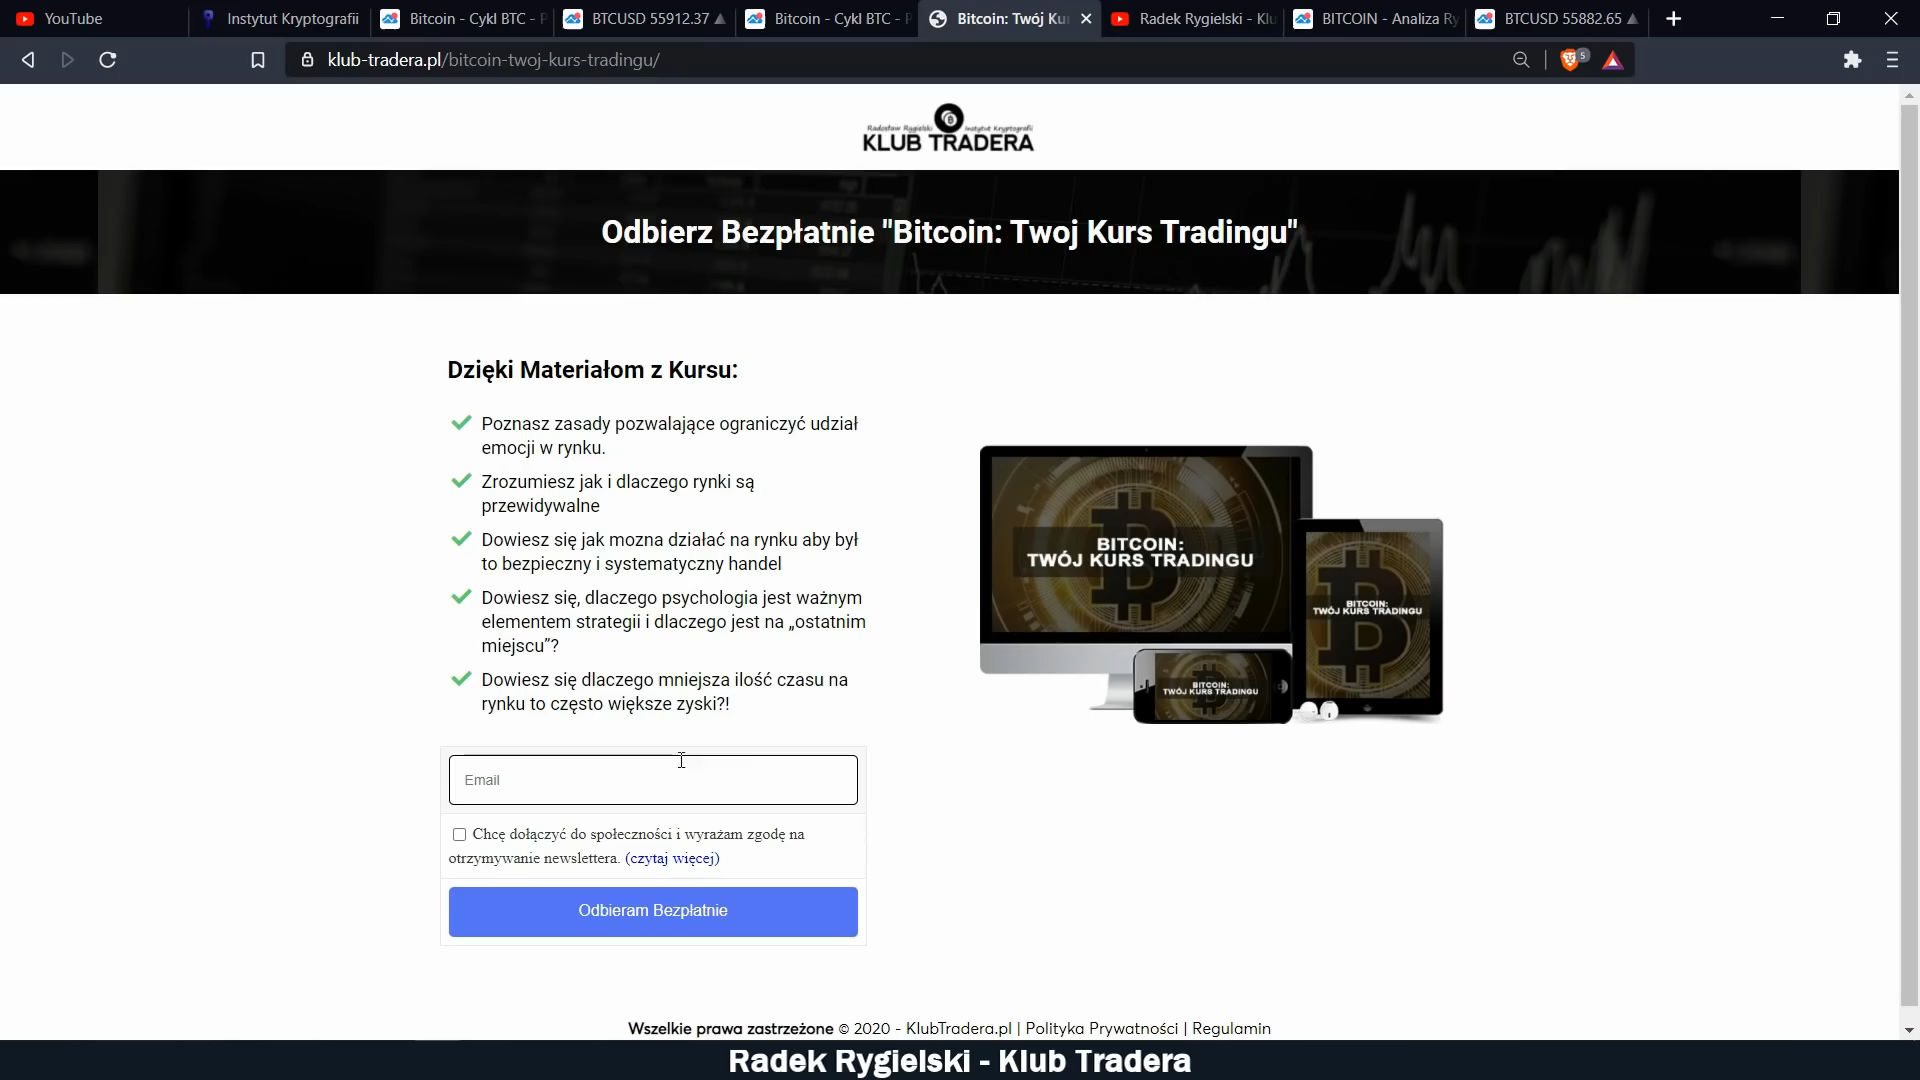 YouTube
Instytut Kryptografii
Bitcoin - Cykl BTC - P
BTCUSD 55912.37 ▲
Bitcoin - Cykl BTC - P
Bitcoin: Twój Ku
Radek Rygielski - Klu
BITCOIN - Analiza Ry
BTCUSD 55882.65 ▲
klub-tradera.pl/bitcoin-twoj-kurs-tradingu/
5
Radosław Rygielski Instytut Kryptografii
KLUB TRADERA
Odbierz Bezpłatnie "Bitcoin: Twoj Kurs Tradingu"
Dzięki Materiałom z Kursu:
Poznasz zasady pozwalające ograniczyć udział
emocji w rynku.
Zrozumiesz jak i dlaczego rynki są
przewidywalne
Dowiesz się jak mozna działać na rynku aby był
to bezpieczny i systematyczny handel
Dowiesz się, dlaczego psychologia jest ważnym
elementem strategii i dlaczego jest na „ostatnim
miejscu”?
Dowiesz się dlaczego mniejsza ilość czasu na
rynku to często większe zyski?!
BITCOIN:
TWÓJ KURS TRADINGU
BITCOIN:
TWÓJ KURS TRADINGU
BITCOIN:
TWÓJ KURS TRADINGU
Email
Chcę dołączyć do społeczności i wyrażam zgodę na
otrzymywanie newslettera. (czytaj więcej)
Odbieram Bezpłatnie
Wszelkie prawa zastrzeżone © 2020 - KlubTradera.pl | Polityka Prywatności | Regulamin
Radek Rygielski - Klub Tradera